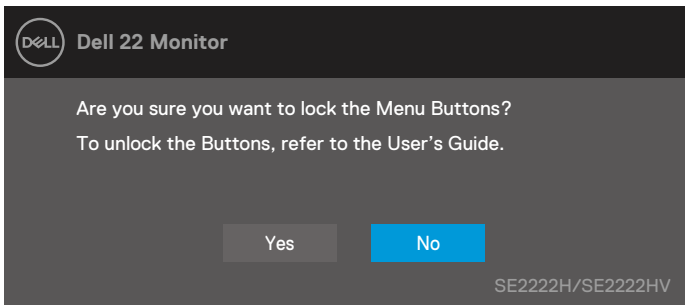 DELL Dell 22 Monitor
Are you sure you want to lock the Menu Buttons?
To unlock the Buttons, refer to the User’s Guide.
Yes No
SE2222H/SE2222HV